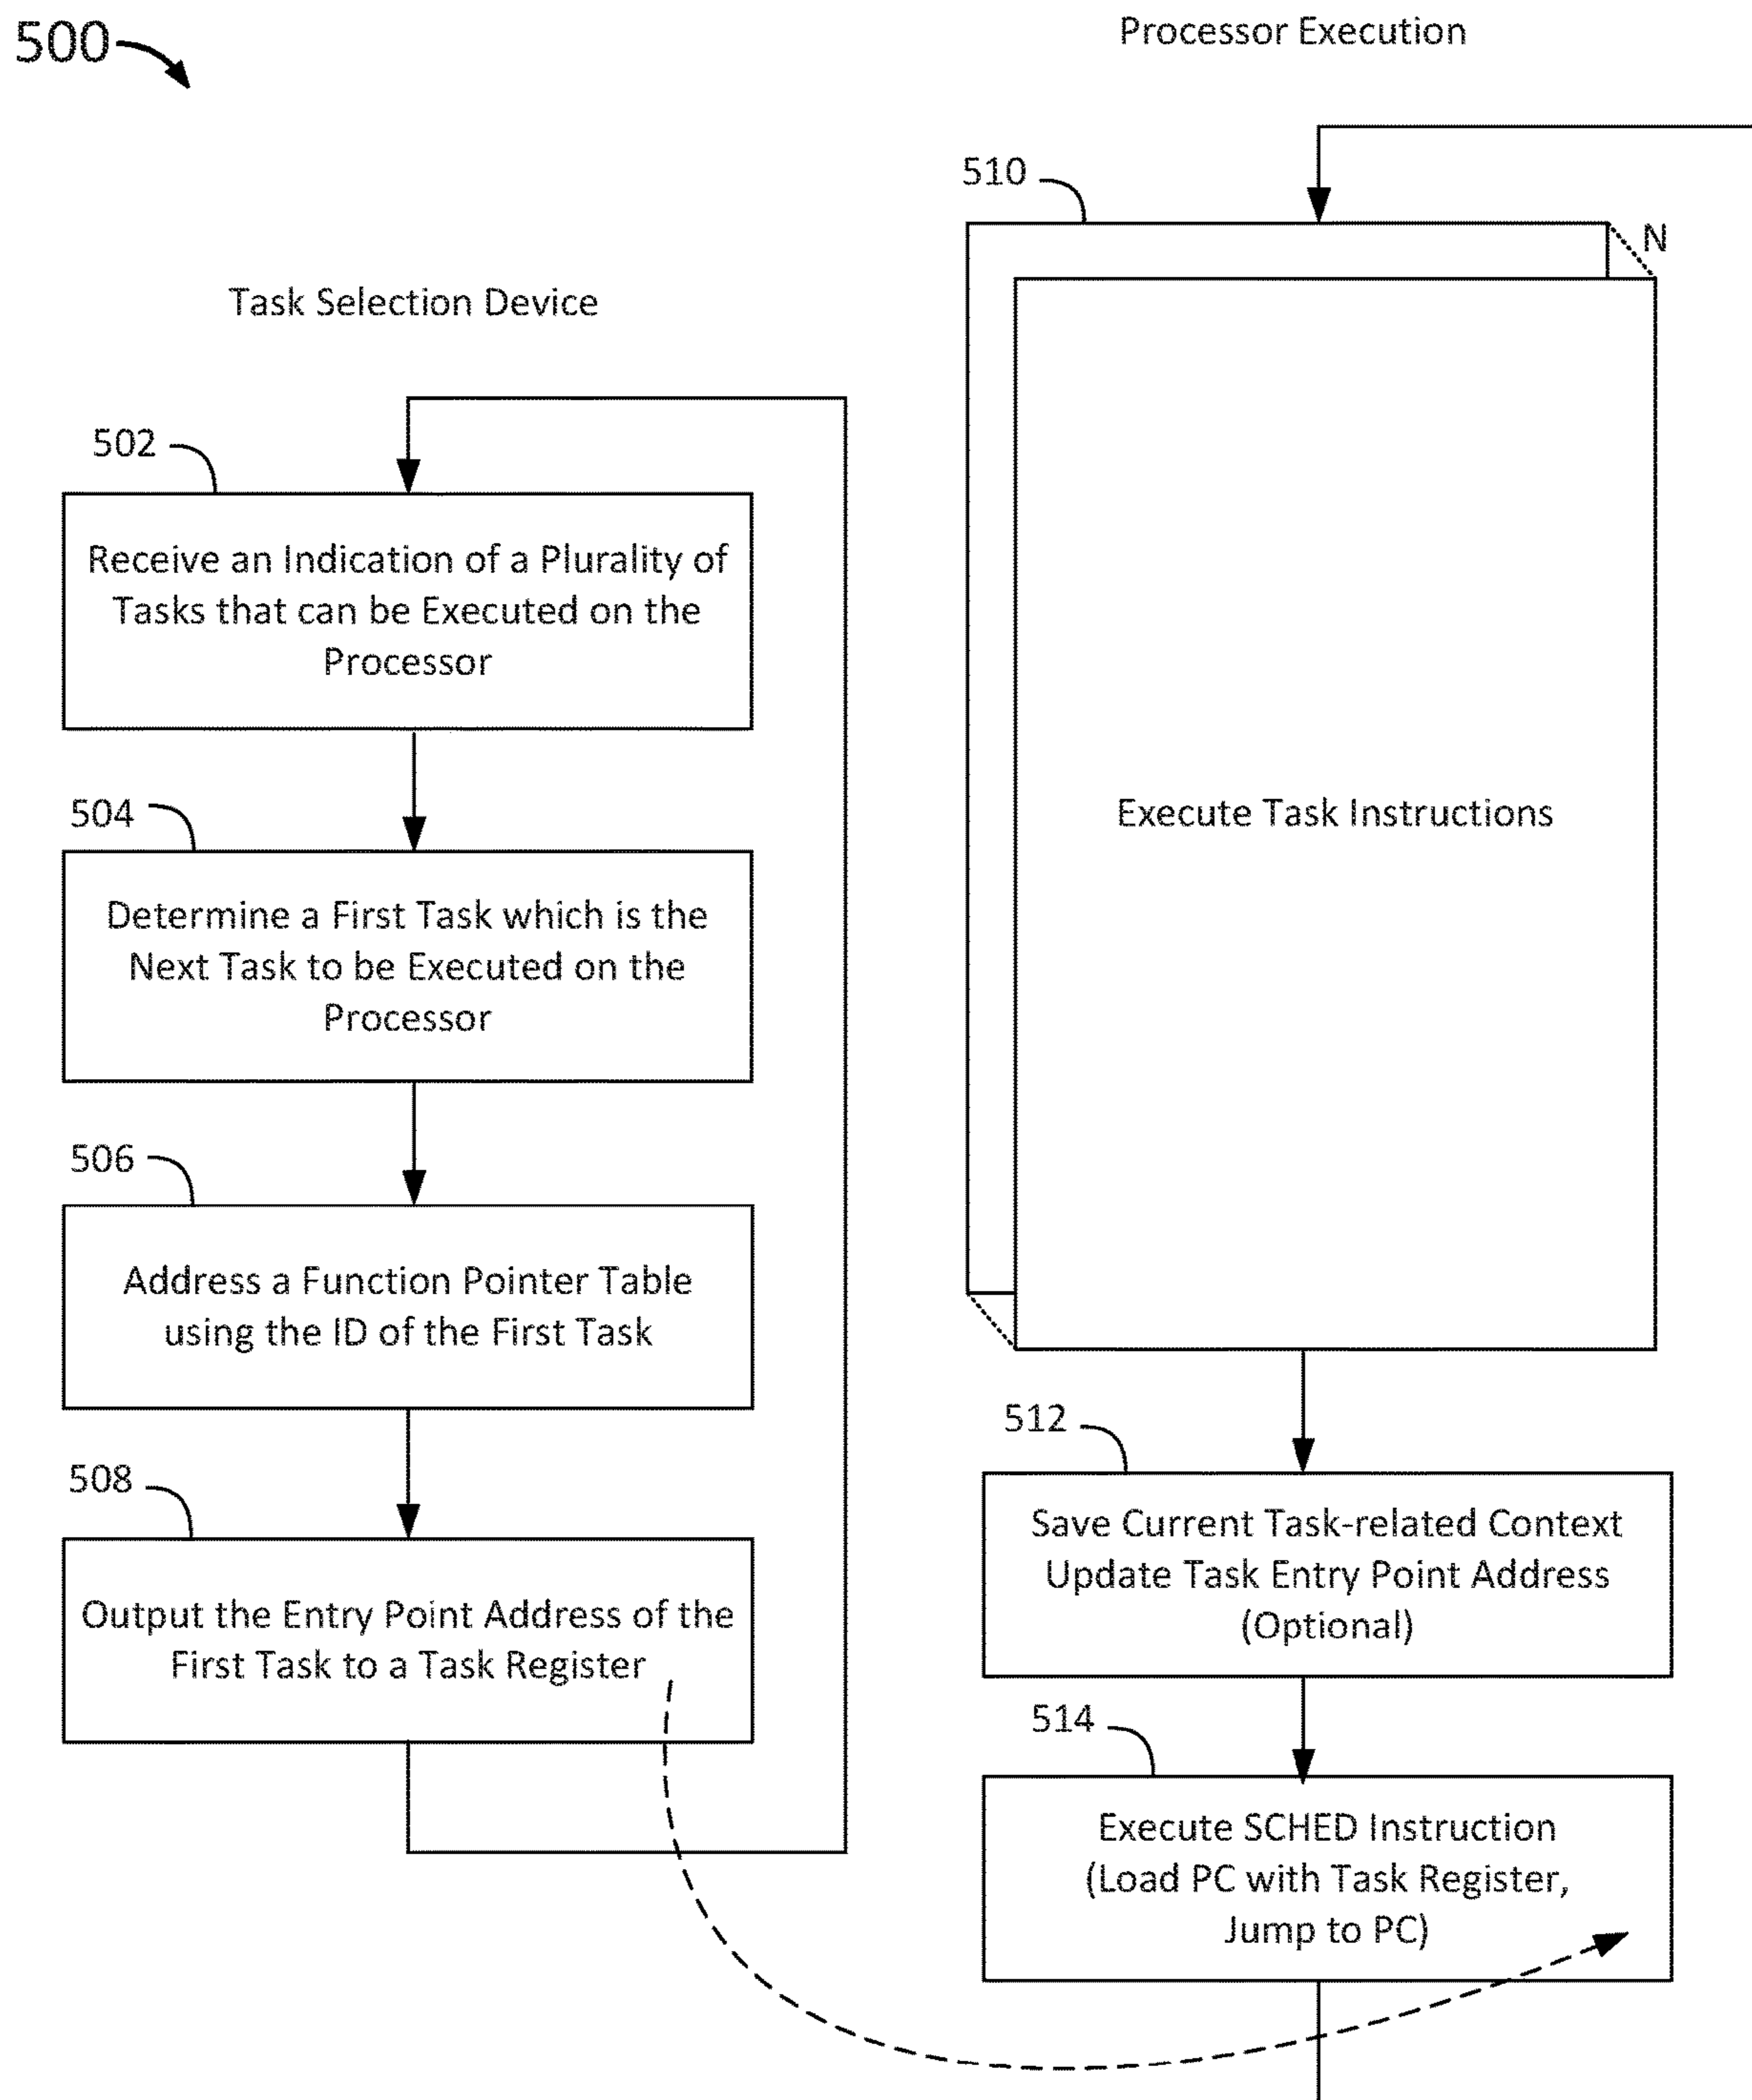 500
Processor Execution
510
N
Task Selection Device
502
Receive an Indication of a Plurality of
Tasks that can be Executed on the
Processor
504
Determine a First Task which is the
Next Task to be Executed on the
Processor
506
Address a Function Pointer Table
using the ID of the First Task
508
Output the Entry Point Address of the
First Task to a Task Register
Execute Task Instructions
512
Save Current Task-related Context
Update Task Entry Point Address
(Optional)
514
Execute SCHED Instruction
(Load PC with Task Register,
Jump to PC)